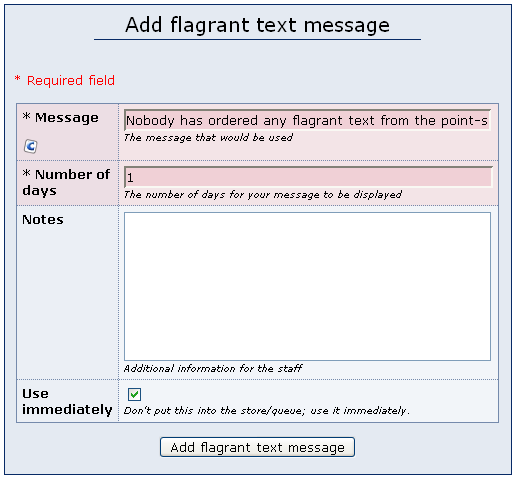 Add flagrant text message
* Required field
* Message
Nobody has ordered any flagrant text from the point-s
The message that would be used
* Number of
days
1
The number of days for your message to be displayed
Notes
Additional information for the staff
Use
immediately
Don't put this into the store/queue; use it immediately.
Add flagrant text message